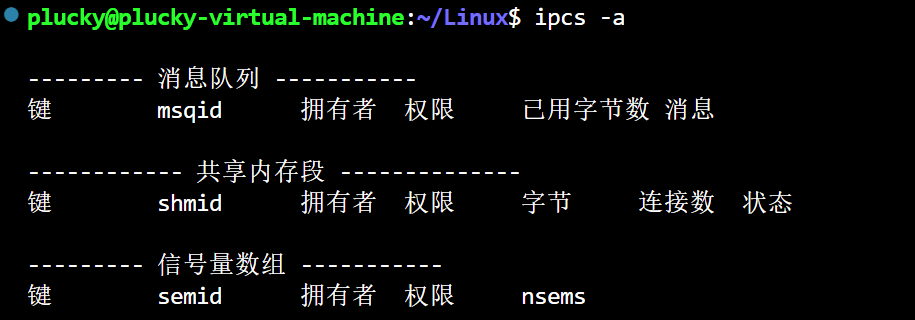 plucky@plucky-virtual-machine:~/Linux$ ipcs -a
--------- 消息队列 -----------
键 msqid 拥有者 权限 已用字节数 消息
------------ 共享内存段 --------------
键 shmid 拥有者 权限 字节 连接数 状态
--------- 信号量数组 -----------
键 semid 拥有者 权限 nsems